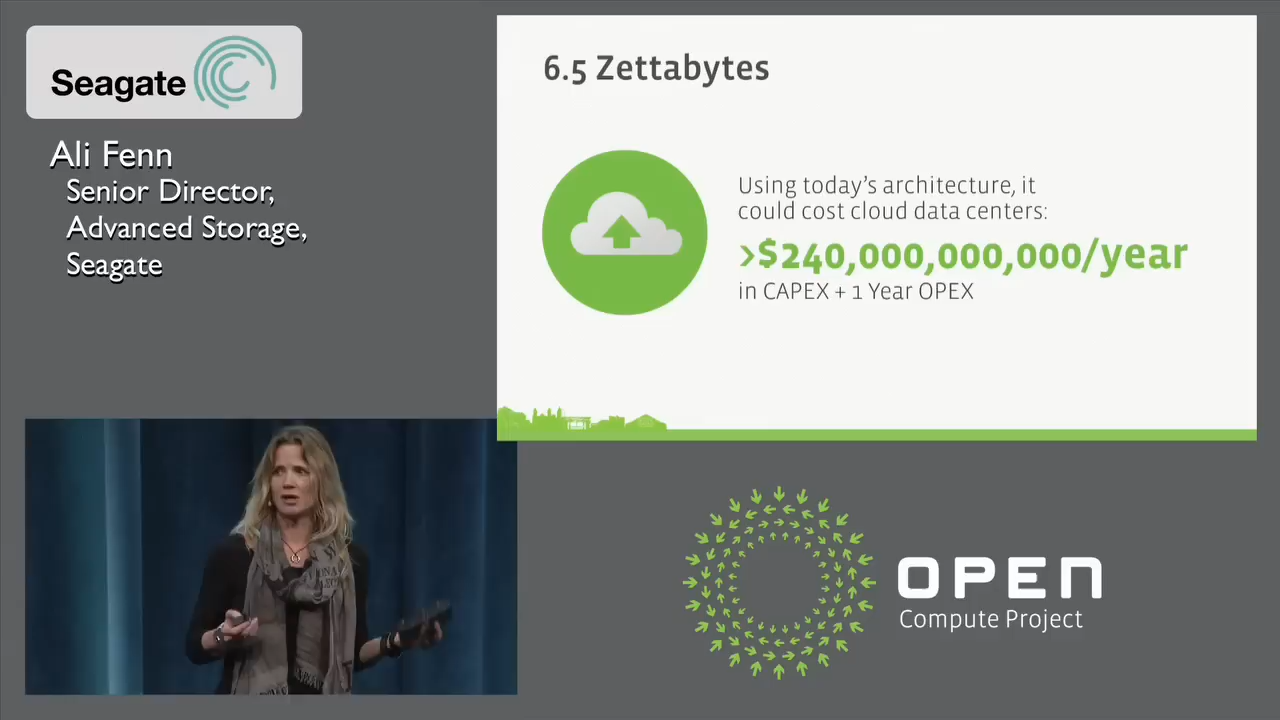 Seagate
Ali Fenn
Senior Director,
Advanced Storage,
Seagate
6.5 Zettabytes
Using today's architecture, it
could cost cloud data centers:
>$240,000,000,000/year
in CAPEX + 1 Year OPEX
OPEN
Compute Project